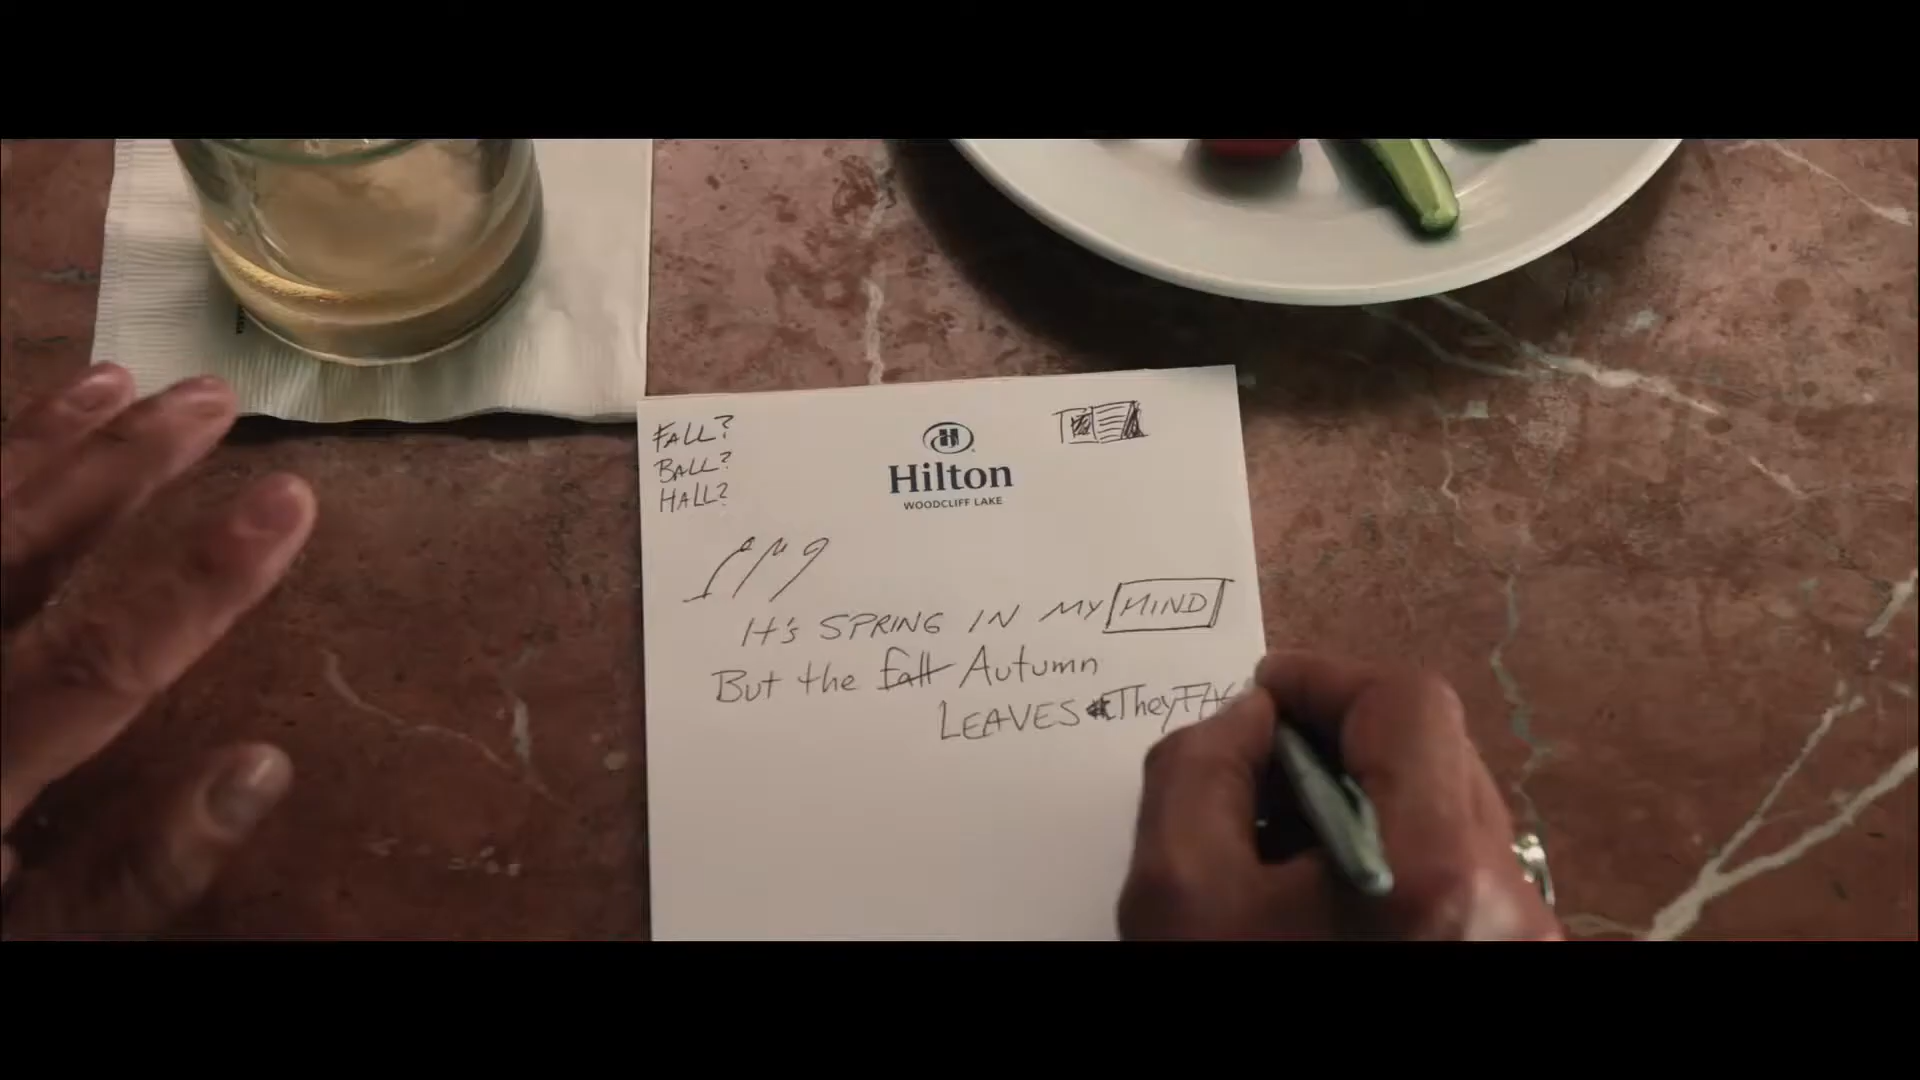 FALL?
BALL?
HALL?
Hilton
WOODCLIFF LAKE
IT'S SPRING IN MY MIND
But the fall Autumn
LEAVES They